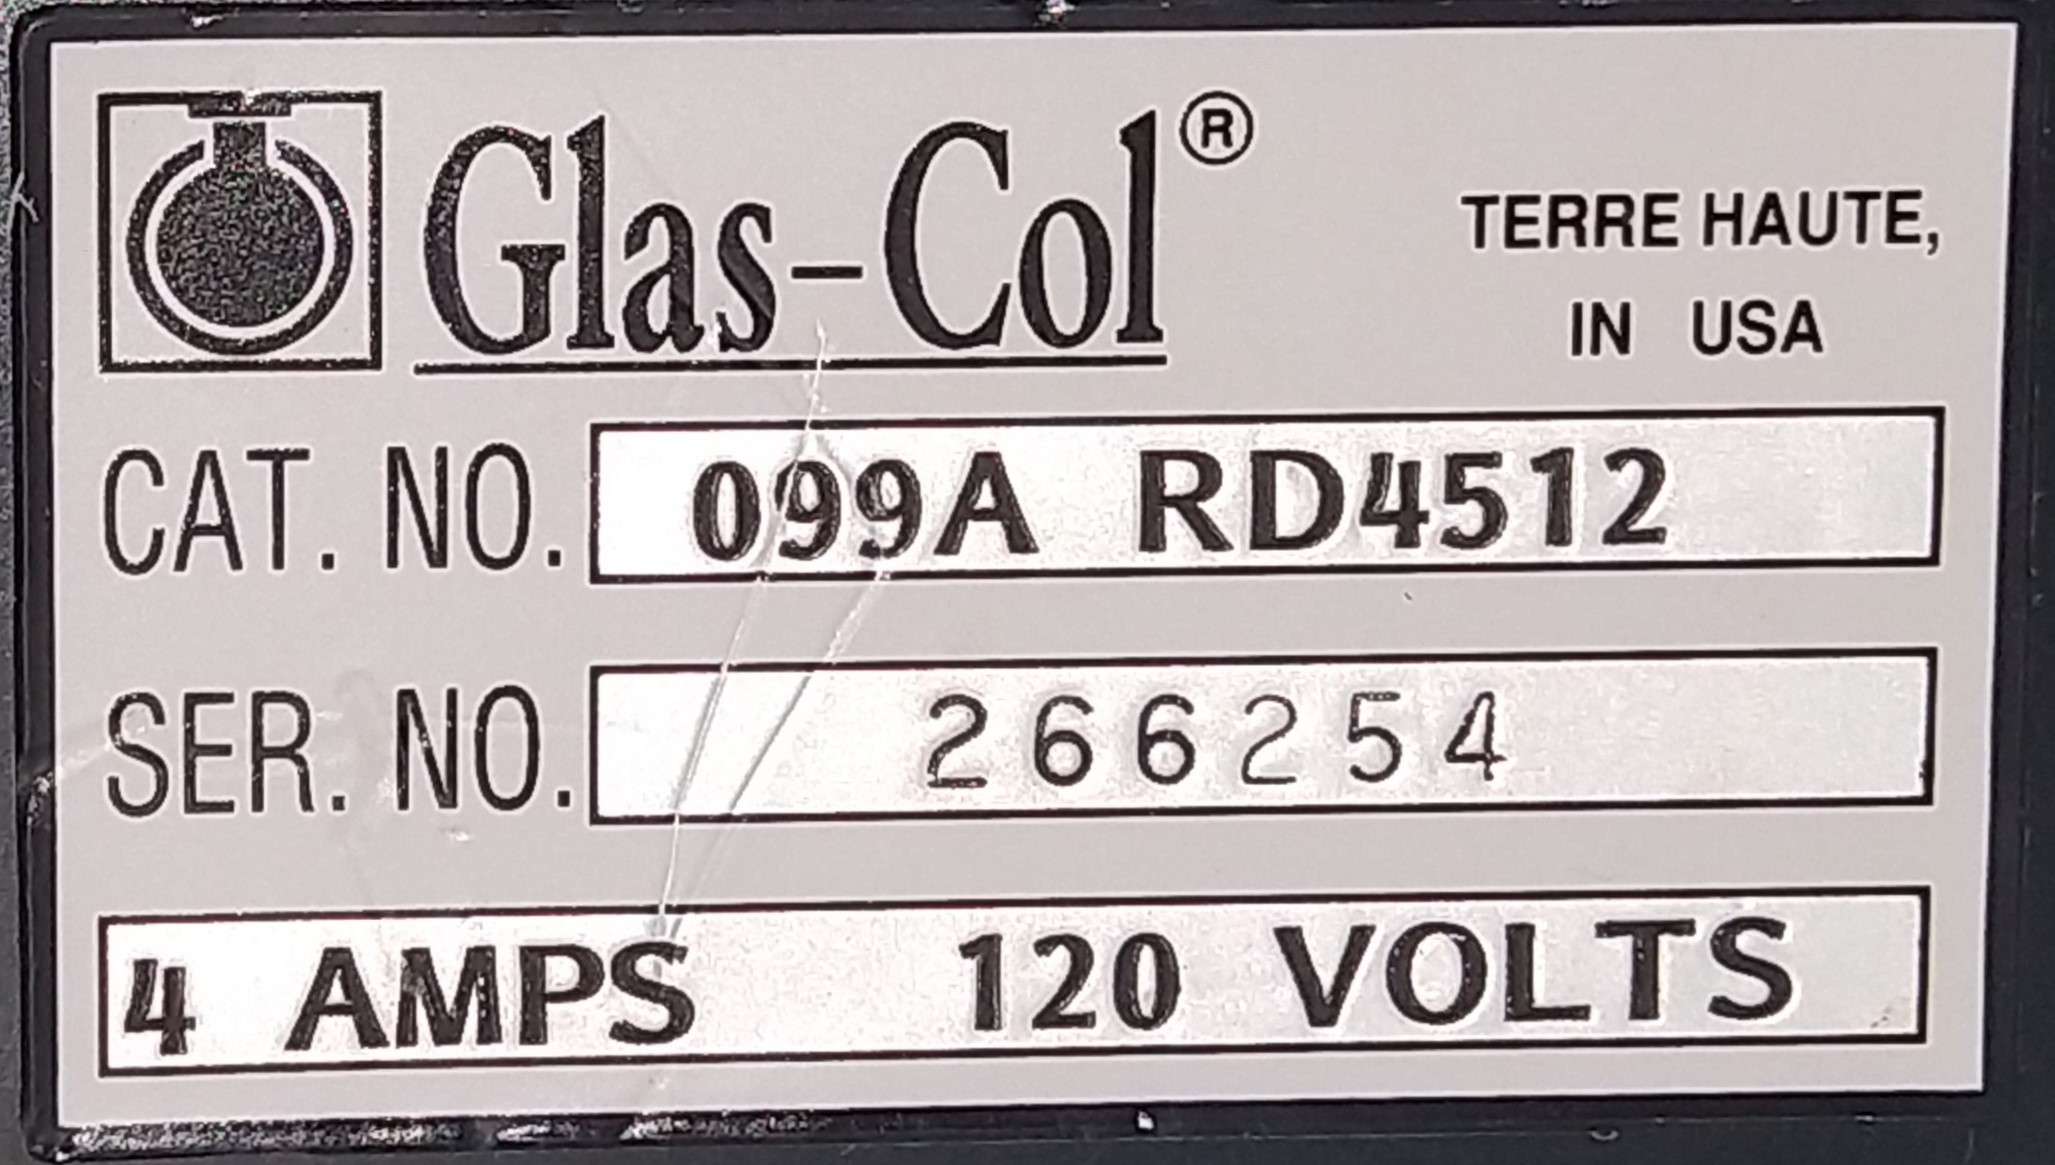 Glas-Col®
TERRE HAUTE,
IN USA
CAT. NO. 099A RD4512
SER. NO. 266254
4 AMPS 120 VOLTS